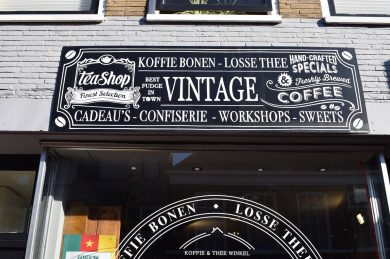 KOFFIE BONEN - LOSSE THEE
teaShop
Finest Selection
BEST
FUDGE
IN
TOWN
VINTAGE
HAND-CRAFTED
SPECIALS
& Freshly Brewed
COFFEE
CADEAU'S - CONFISERIE - WORKSHOPS - SWEETS
FFIE BONEN · LOSSE THEE
KOFFIE & THEE WINKEL